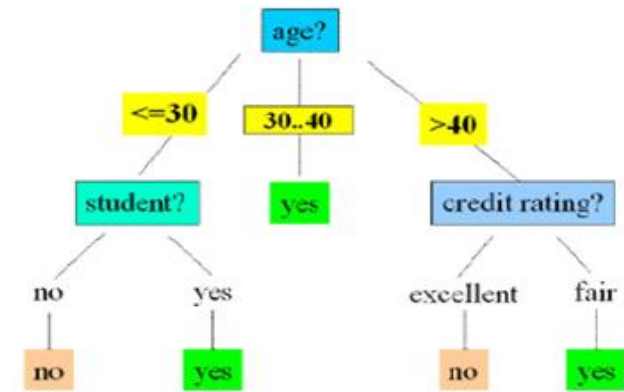 age?
<=30
30..40
>40
student?
yes
credit rating?
no
yes
excellent
fair
no
yes
no
yes